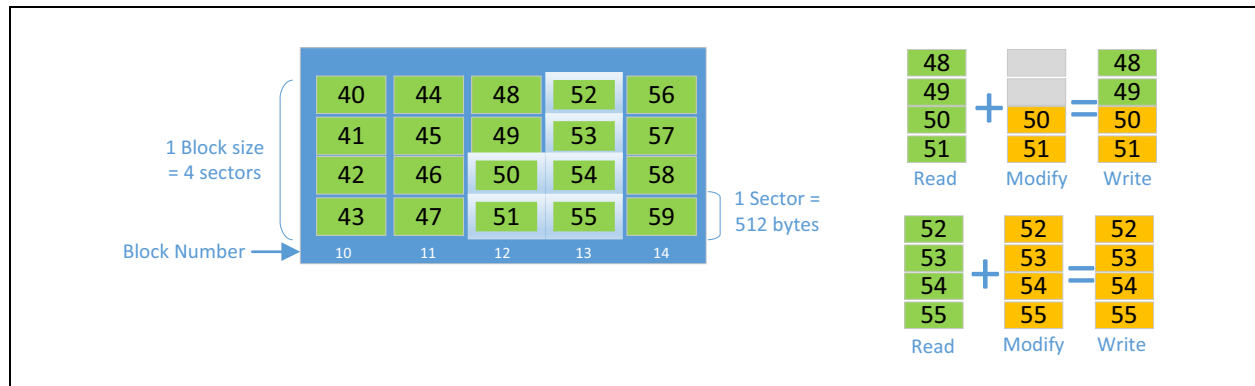 40 44 48 52 56
41 45 49 53 57
42 46 50 54 58
43 47 51 55 59
1 Block size
= 4 sectors
1 Sector =
512 bytes
Block Number
10 11 12 13 14
48 48
49 + = 49
50 50 50
51 51 51
Read Modify Write
52 52 52
53 + 53 = 53
54 54 54
55 55 55
Read Modify Write